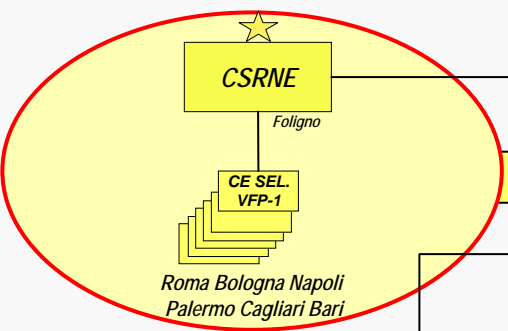 CSRNE
Foligno
CE SEL.
VFP-1
Roma Bologna Napoli
Palermo Cagliari Bari